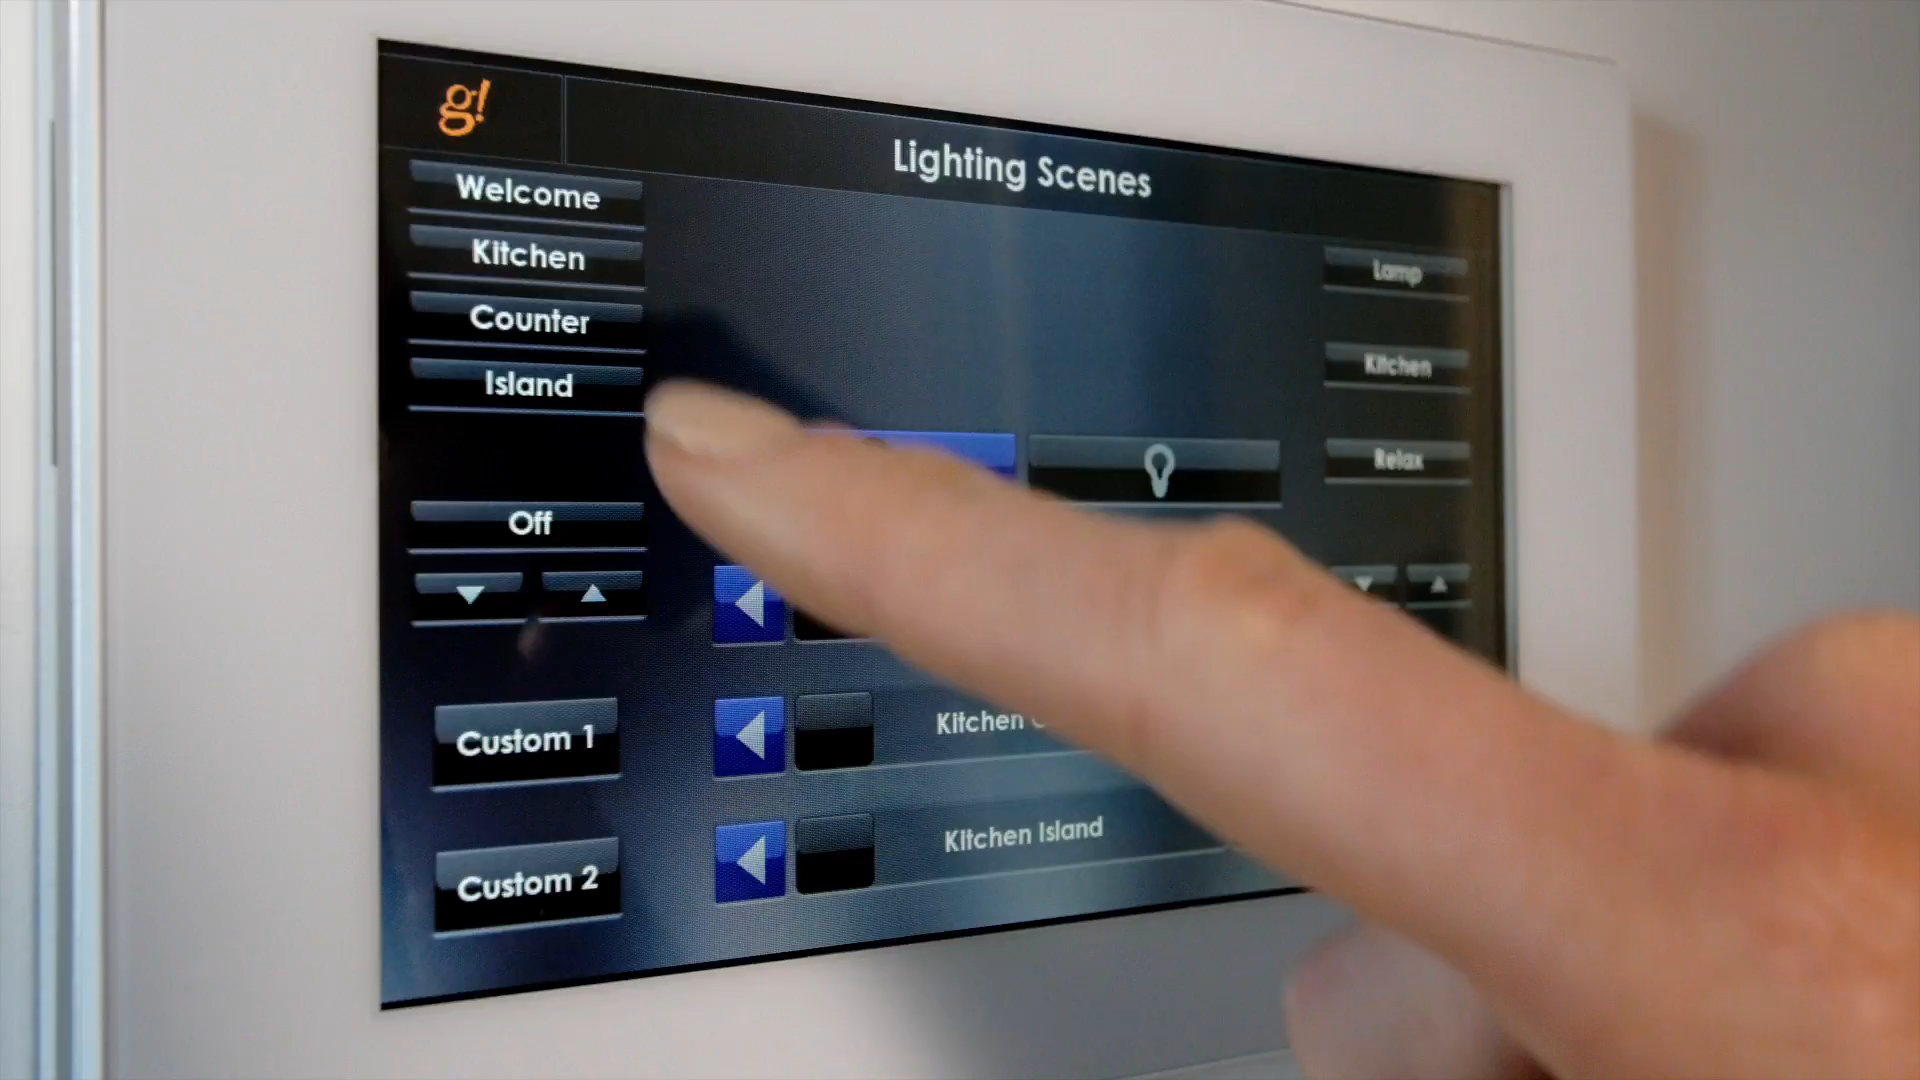 g!
Lighting Scenes
Welcome
Kitchen
Counter
Island
Off
Custom 1
Custom 2
Kitchen
Kitchen Island
Lamp
Kitchen
Relax